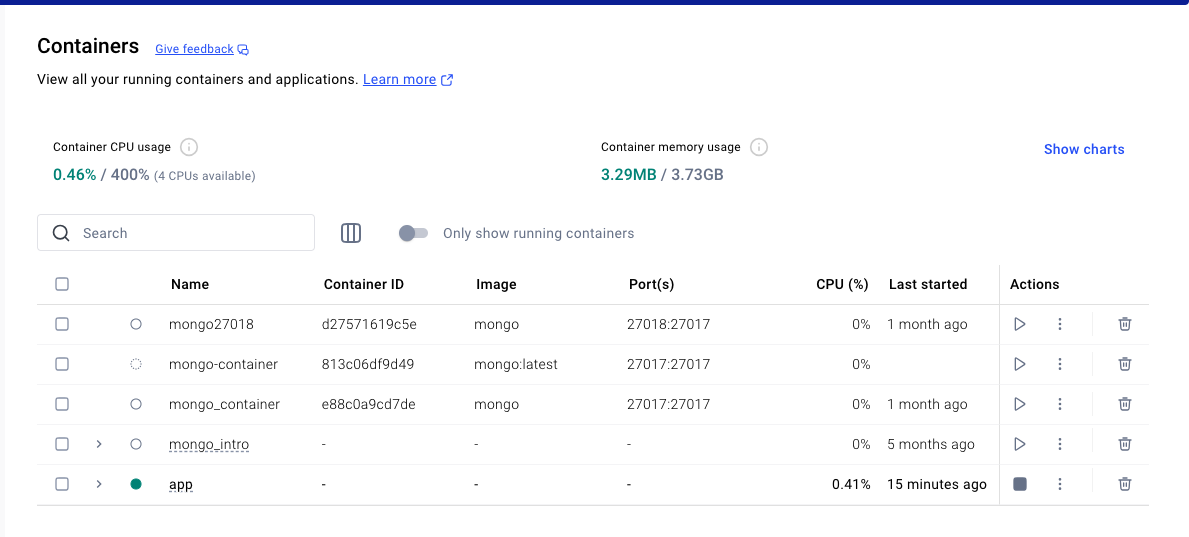 Containers Give feedback
View all your running containers and applications. Learn more
Container CPU usage
0.46% / 400% (4 CPUs available)
Container memory usage
3.29MB / 3.73GB
Show charts
Search
Only show running containers
Name Container ID Image Port(s) CPU (%) Last started Actions
mongo27018 d27571619c5e mongo 27018:27017 0% 1 month ago
mongo-container 813c06df9d49 mongo:latest 27017:27017 0%
mongo_container e88c0a9cd7de mongo 27017:27017 0% 1 month ago
mongo_intro - - - 0% 5 months ago
app - - - 0.41% 15 minutes ago